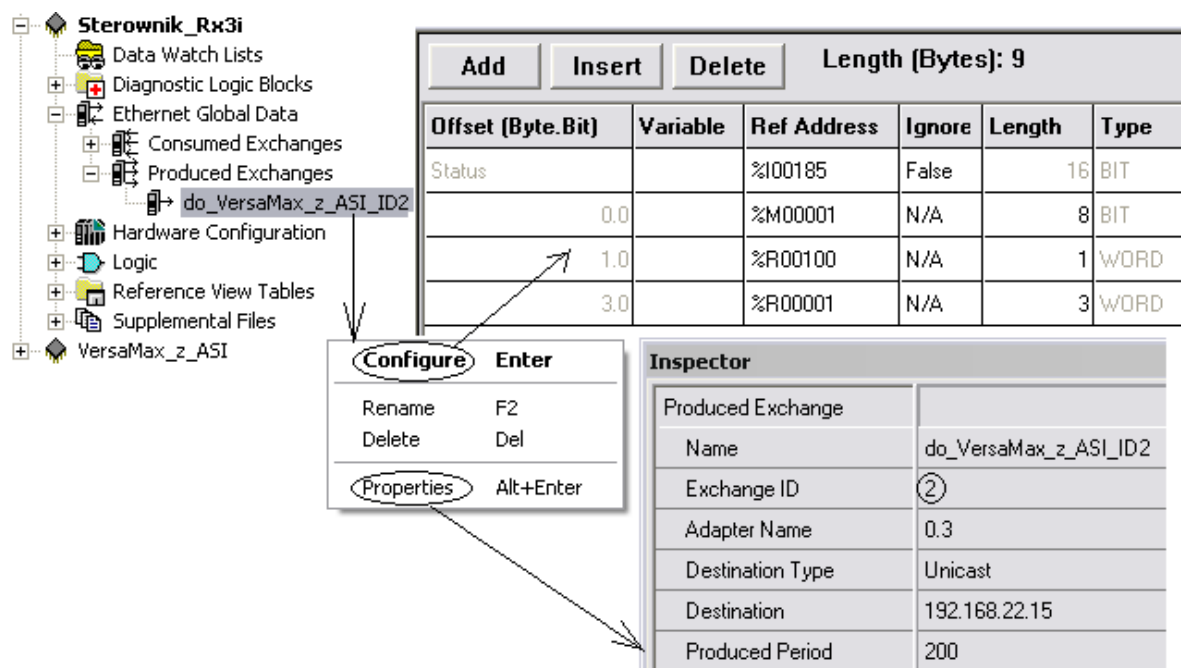 Sterownik_Rx3i
Data Watch Lists
Diagnostic Logic Blocks
Ethernet Global Data
Consumed Exchanges
Produced Exchanges
do_VersaMax_z_ASI_ID2
Hardware Configuration
Logic
Reference View Tables
Supplemental Files
VersaMax_z_ASI
Add Insert Delete Length (Bytes): 9
Offset (Byte.Bit) Variable Ref Address Ignore Length Type
Status %I00185 False 16 BIT
0.0 %M00001 N/A 8 BIT
1.0 %R00100 N/A 1 WORD
3.0 %R00001 N/A 3 WORD
Configure Enter
Rename F2
Delete Del
Properties Alt+Enter
Inspector
Produced Exchange
Name do_VersaMax_z_ASI_ID2
Exchange ID 2
Adapter Name 0.3
Destination Type Unicast
Destination 192.168.22.15
Produced Period 200